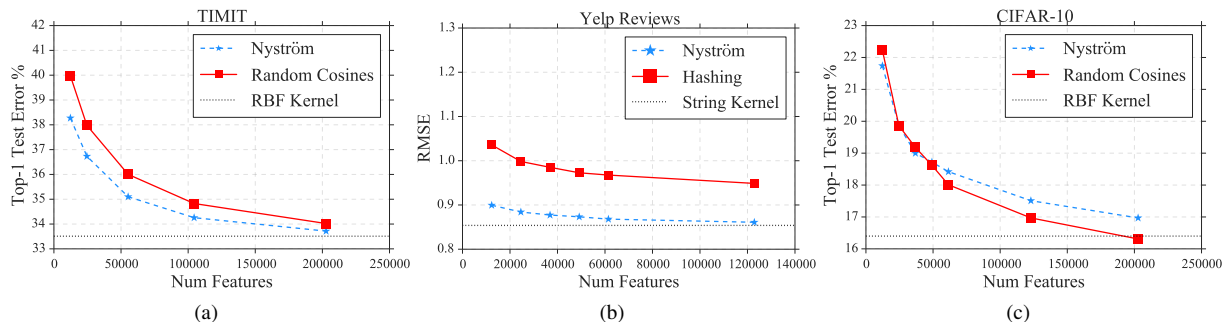 TIMIT
Top-1 Test Error %
42
41
40
39
38
37
36
35
34
33
Nyström
Random Cosines
RBF Kernel
0 50000 100000 150000 200000 250000
Num Features
(a)
Yelp Reviews
RMSE
1.3
1.2
1.1
1.0
0.9
0.8
Nyström
Hashing
String Kernel
0 20000 40000 60000 80000 100000 120000 140000
Num Features
(b)
CIFAR-10
Top-1 Test Error %
23
22
21
20
19
18
17
16
Nyström
Random Cosines
RBF Kernel
0 50000 100000 150000 200000 250000
Num Features
(c)